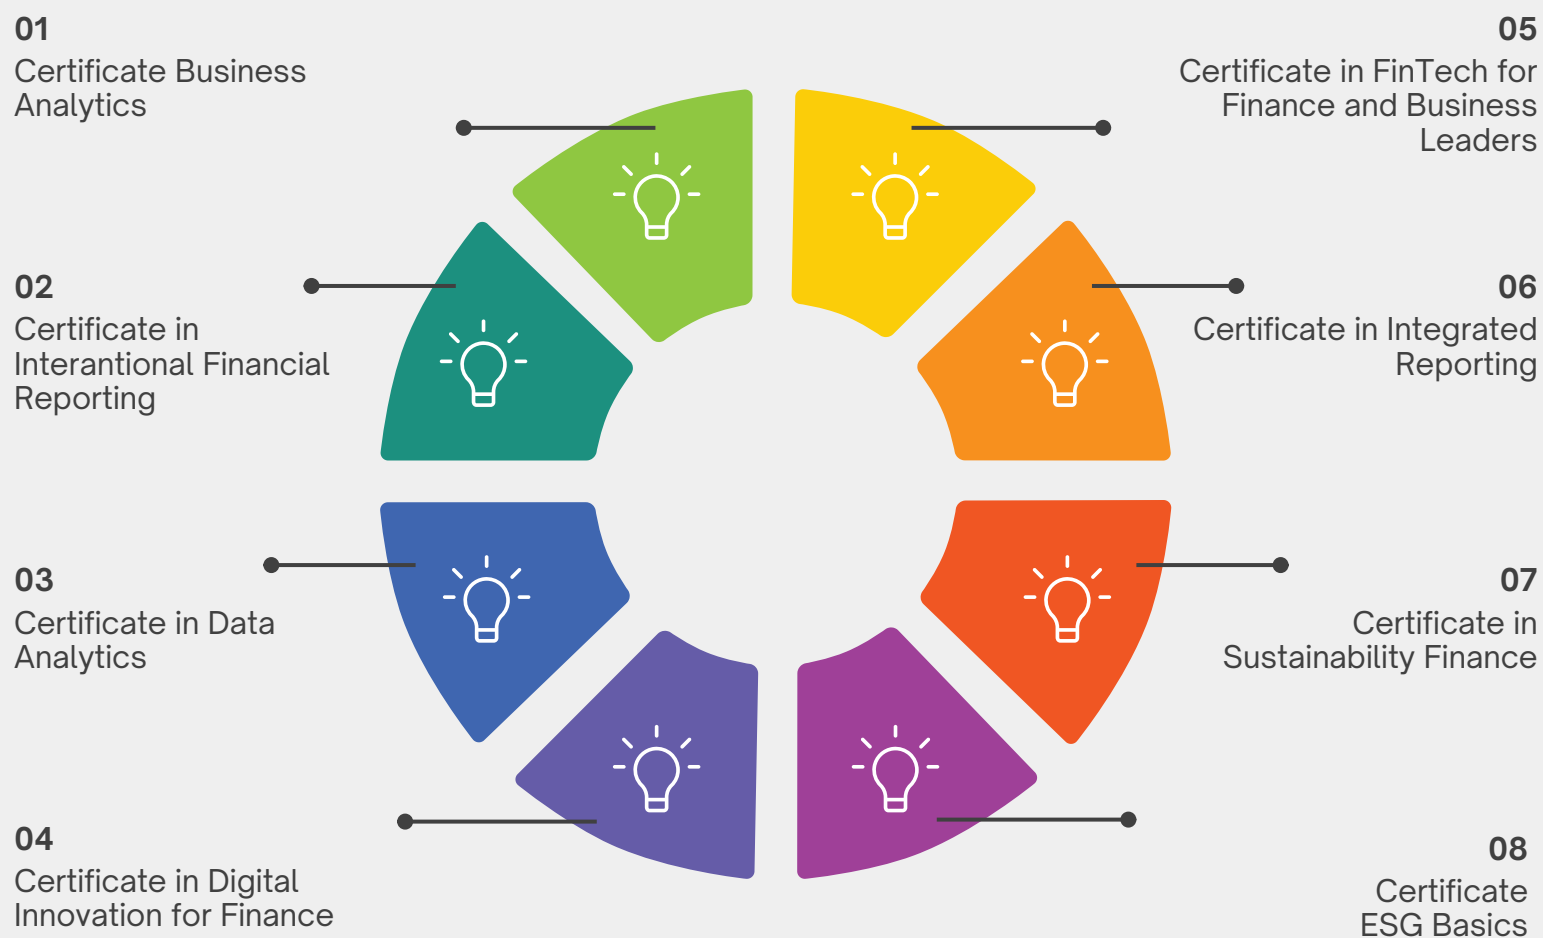 01
Certificate Business
Analytics
02
Certificate in
Interantional Financial
Reporting
03
Certificate in Data
Analytics
04
Certificate in Digital
Innovation for Finance
05
Certificate in FinTech for
Finance and Business
Leaders
06
Certificate in Integrated
Reporting
07
Certificate in
Sustainability Finance
08
Certificate
ESG Basics